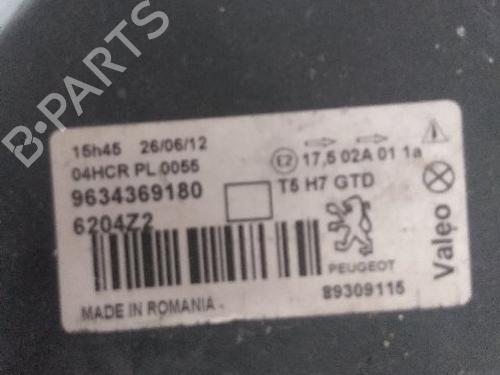 B-PARTS
15h45 26/06/12
04HCR PL 0055
9634369180
6204Z2
E2 17,5 02A 01 1a
T5 H7 GTD
PEUGEOT
89309115
MADE IN ROMANIA
Valeo